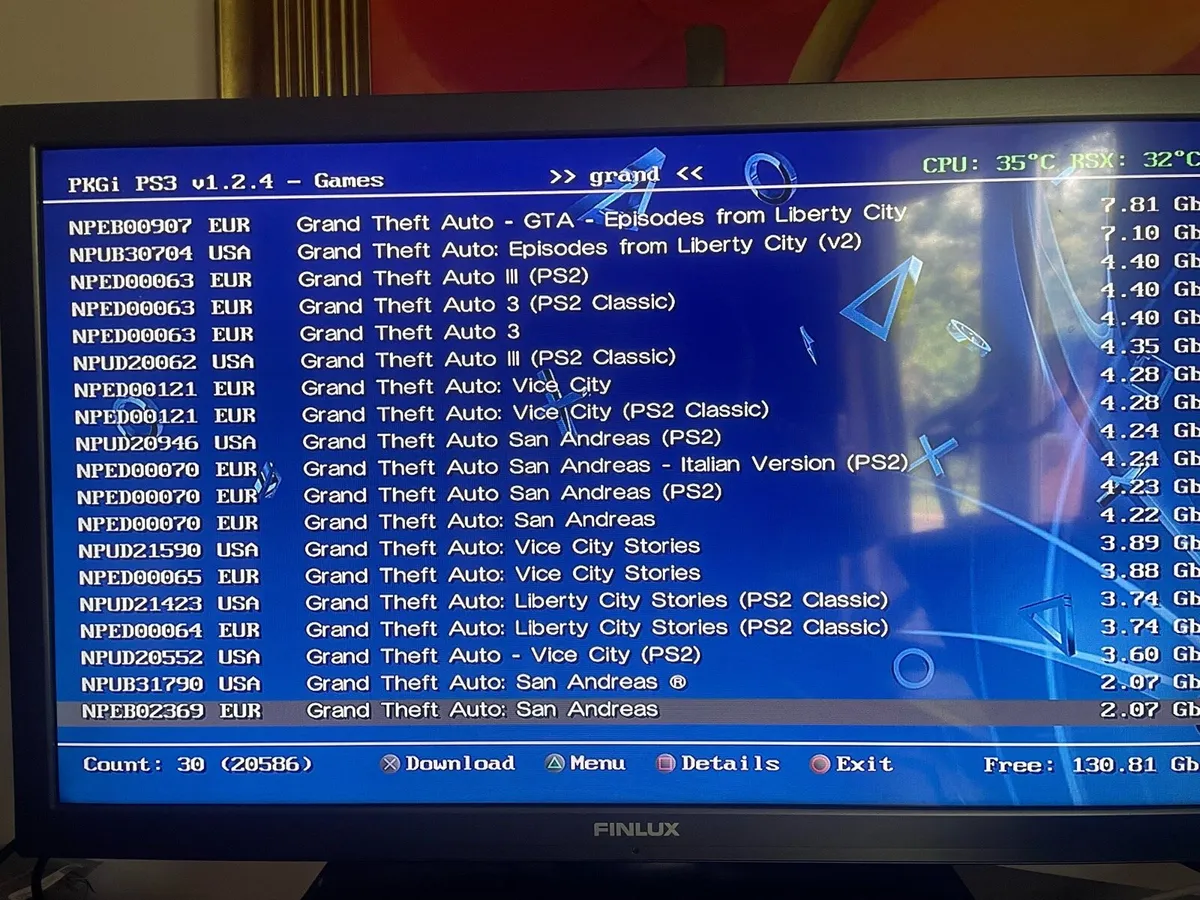 PKGi PS3 v1.2.4 - Games >> grand << CPU: 35°C RSX: 32°C
NPEB00907 EUR Grand Theft Auto - GTA - Episodes from Liberty City 7.81 Gb
NPUB30704 USA Grand Theft Auto: Episodes from Liberty City (v2) 7.10 Gb
NPED00063 EUR Grand Theft Auto III (PS2) 4.40 Gb
NPED00063 EUR Grand Theft Auto 3 (PS2 Classic) 4.40 Gb
NPED00063 EUR Grand Theft Auto 3 4.40 Gb
NPUD20062 USA Grand Theft Auto III (PS2 Classic) 4.35 Gb
NPED00121 EUR Grand Theft Auto: Vice City 4.28 Gb
NPED00121 EUR Grand Theft Auto: Vice City (PS2 Classic) 4.28 Gb
NPUD20946 USA Grand Theft Auto San Andreas (PS2) 4.24 Gb
NPED00070 EUR Grand Theft Auto San Andreas - Italian Version (PS2) 4.24 Gb
NPED00070 EUR Grand Theft Auto San Andreas (PS2) 4.23 Gb
NPED00070 EUR Grand Theft Auto: San Andreas 4.22 Gb
NPUD21590 USA Grand Theft Auto: Vice City Stories 3.89 Gb
NPED00065 EUR Grand Theft Auto: Vice City Stories 3.88 Gb
NPUD21423 USA Grand Theft Auto: Liberty City Stories (PS2 Classic) 3.74 Gb
NPED00064 EUR Grand Theft Auto: Liberty City Stories (PS2 Classic) 3.74 Gb
NPUD20552 USA Grand Theft Auto - Vice City (PS2) 3.60 Gb
NPUB31790 USA Grand Theft Auto: San Andreas ® 2.07 Gb
NPEB02369 EUR Grand Theft Auto: San Andreas 2.07 Gb
Count: 30 (20586) Download Menu Details Exit Free: 130.81 Gb
FINLUX